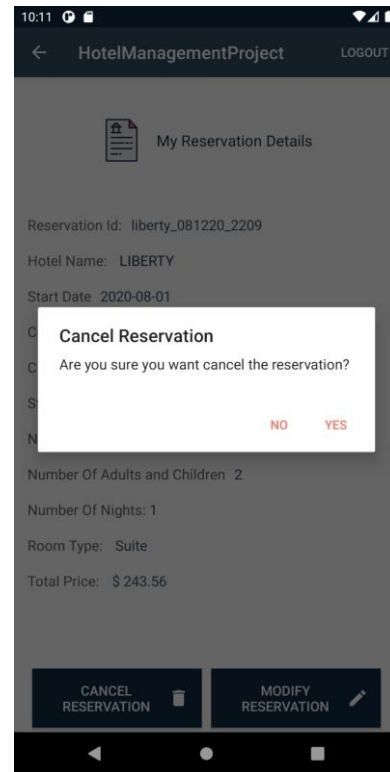 10:11
HotelManagementProject LOGOUT
My Reservation Details
Reservation Id: liberty_081220_2209
Hotel Name: LIBERTY
Start Date 2020-08-01
Cancel Reservation
Are you sure you want cancel the reservation?
NO YES
Number Of Adults and Children 2
Number Of Nights: 1
Room Type: Suite
Total Price: $ 243.56
CANCEL
RESERVATION
MODIFY
RESERVATION